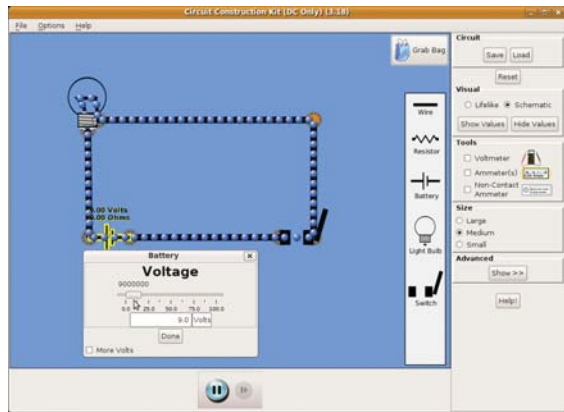 Circuit Construction Kit (DC Only) (3.18)
File Options Help
Grab Bag
Wire
Resistor
Battery
Light Bulb
Switch
.00 Volts
.00 Ohms
Battery
Voltage
9000000
0.0 25.0 50.0 75.0 100.0
9.0 Volts
Done
More Volts
Circuit
Save Load
Reset
Visual
Lifelike Schematic
Show Values Hide Values
Tools
Voltmeter
Ammeter(s)
Non-Contact
Ammeter
Size
Large
Medium
Small
Advanced
Show >>
Help!